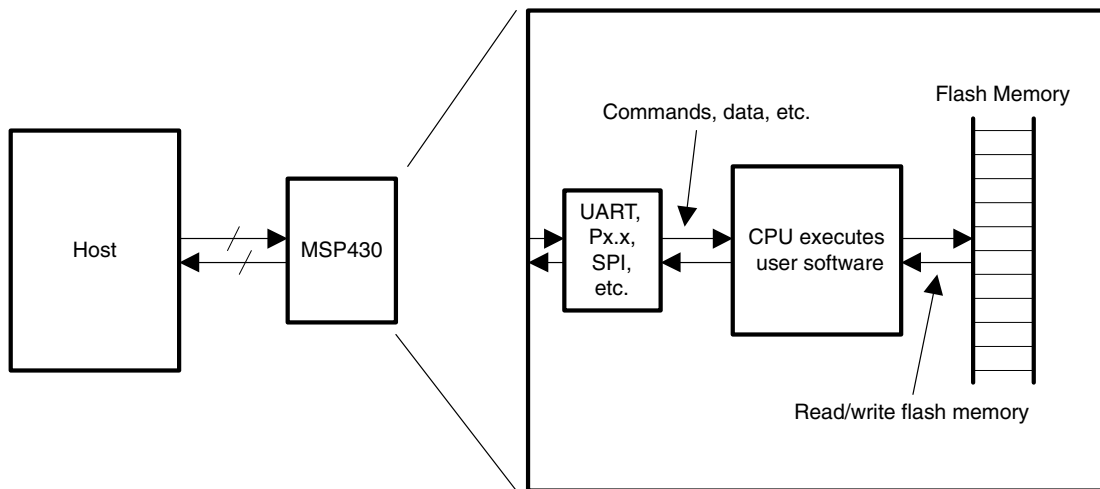 Host
MSP430
UART,
Px.x,
SPI,
etc.
Commands, data, etc.
CPU executes
user software
Flash Memory
Read/write flash memory